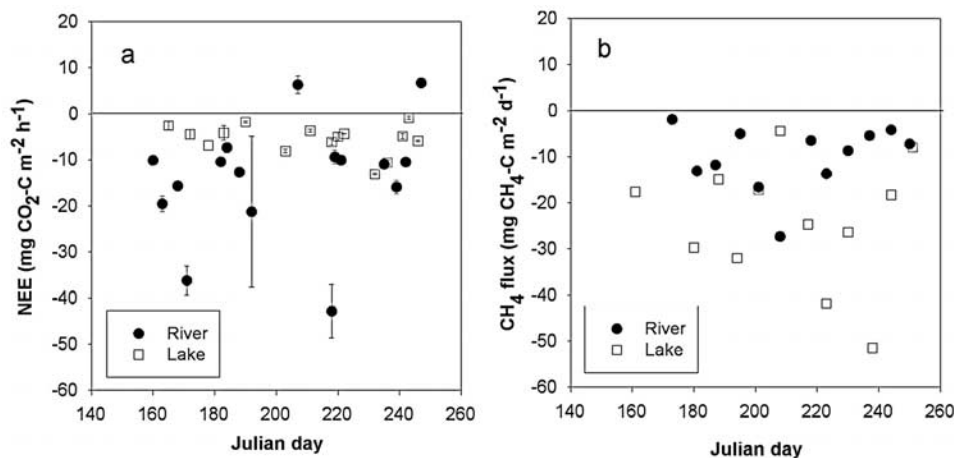 a
NEE (mg CO₂-C m⁻² h⁻¹)
20
10
0
-10
-20
-30
-40
-50
-60
River
Lake
140 160 180 200 220 240 260
Julian day
b
CH₄ flux (mg CH₄-C m⁻² d⁻¹)
20
10
0
-10
-20
-30
-40
-50
-60
River
Lake
140 160 180 200 220 240 260
Julian day